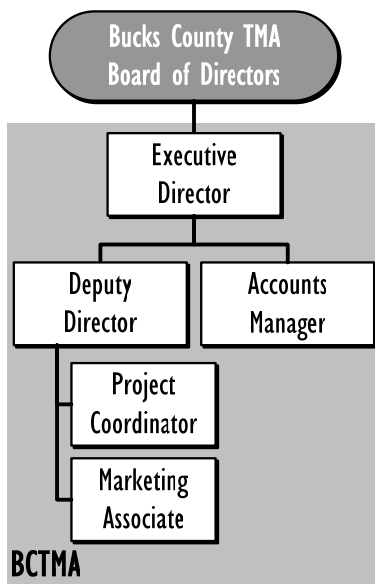 Bucks County TMA
Board of Directors
Executive
Director
Deputy
Director
Accounts
Manager
Project
Coordinator
Marketing
Associate
BCTMA